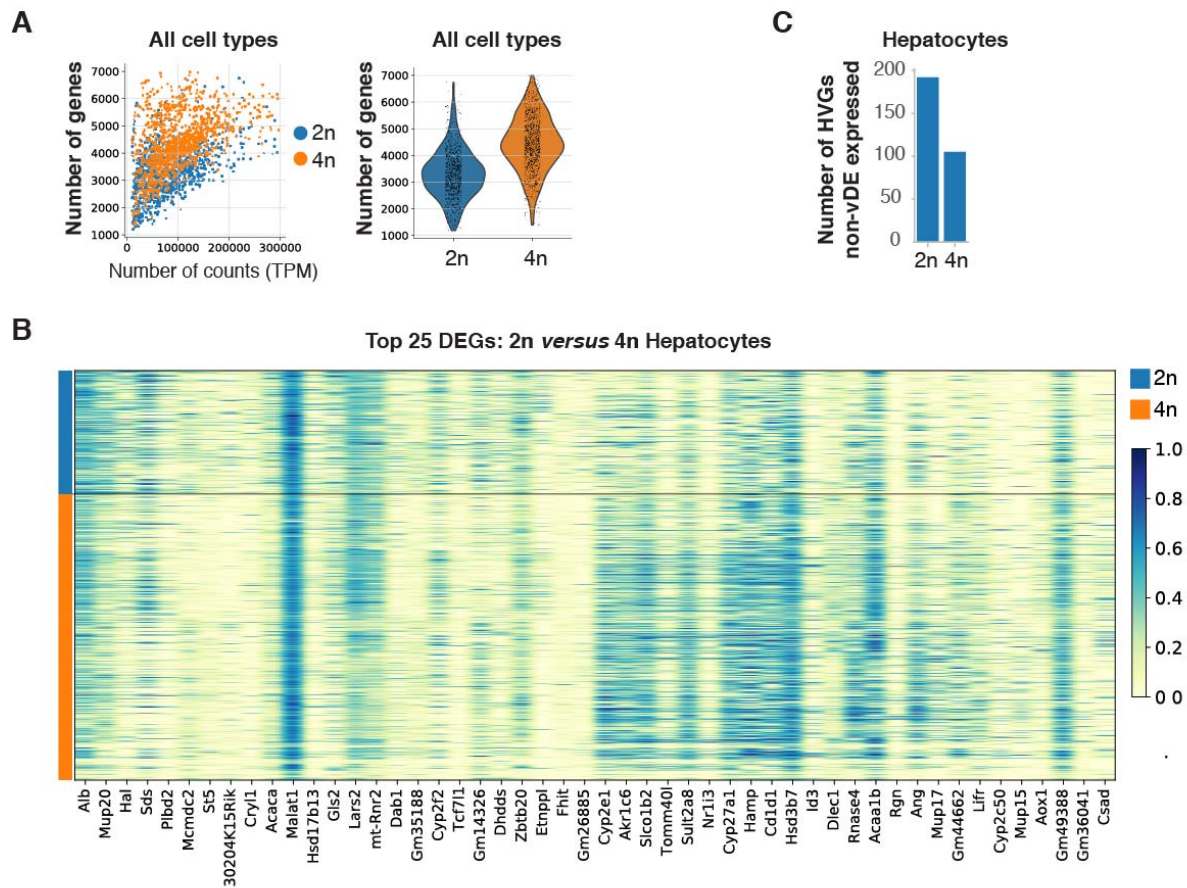 A
All cell types
Number of genes
7000
6000
5000
4000
3000
2000
1000
0
100000
200000
300000
Number of counts (TPM)
2n
4n
All cell types
Number of genes
7000
6000
5000
4000
3000
2000
1000
2n
4n
C
Hepatocytes
Number of HVGs
non-vDE expressed
200
150
100
50
0
2n 4n
B
Top 25 DEGs: 2n versus 4n Hepatocytes
2n
4n
1.0
0.8
0.6
0.4
0.2
0 0
Alb
Mup20
Hal
Sds
Plbd2
Mcmdc2
St5
30204K15Rik
Cryl1
Acaca
Malat1
Hsd17b13
Gls2
Lars2
mt-Rnr2
Dab1
Gm35188
Cyp2f2
Tcf7l1
Gm14326
Dhdds
Zbtb20
Etnppl
Fhit
Gm26885
Cyp2e1
Akr1c6
Slco1b2
Tomm40l
Sult2a8
Nr1i3
Cyp27a1
Hamp
Cd1d1
Hsd3b7
Id3
Dlec1
Rnase4
Acaa1b
Rgn
Ang
Mup17
Gm44662
Lifr
Cyp2c50
Mup15
Aox1
Gm49388
Gm36041
Csad